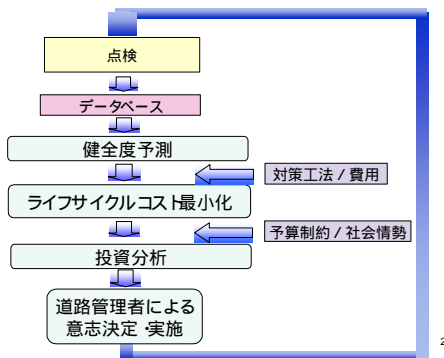 点検
データベース
健全度予測
対策工法 / 費用
ライフサイクルコスト最小化
予算制約 / 社会情勢
投資分析
道路管理者による
意志決定・実施
2